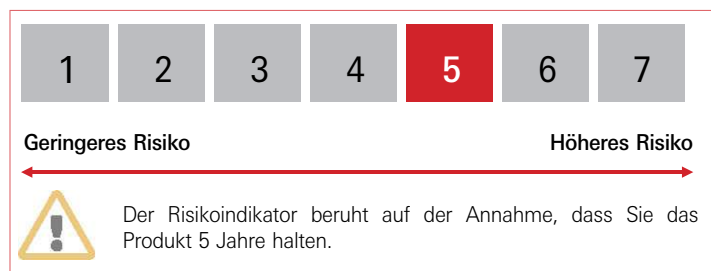 1 2 3 4 5 6 7
Geringeres Risiko Höheres Risiko
Der Risikoindikator beruht auf der Annahme, dass Sie das
Produkt 5 Jahre halten.